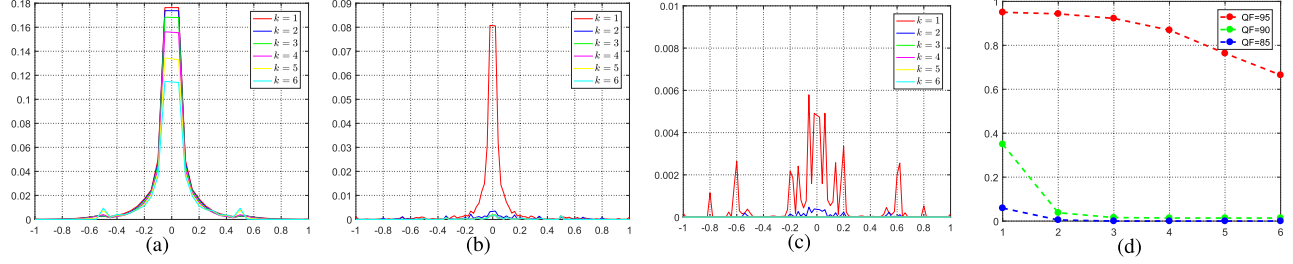 0.18
0.16
0.14
0.12
0.1
0.08
0.06
0.04
0.02
0
-1 -0.8 -0.6 -0.4 -0.2 0 0.2 0.4 0.6 0.8 1
k = 1
k = 2
k = 3
k = 4
k = 5
k = 6
(a)
0.09
0.08
0.07
0.06
0.05
0.04
0.03
0.02
0.01
0
-1 -0.8 -0.6 -0.4 -0.2 0 0.2 0.4 0.6 0.8 1
k = 1
k = 2
k = 3
k = 4
k = 5
k = 6
(b)
0.01
0.008
0.006
0.004
0.002
0
-1 -0.8 -0.6 -0.4 -0.2 0 0.2 0.4 0.6 0.8 1
k = 1
k = 2
k = 3
k = 4
k = 5
k = 6
(c)
1
0.8
0.6
0.4
0.2
0
1 2 3 4 5 6
QF=95
QF=90
QF=85
(d)